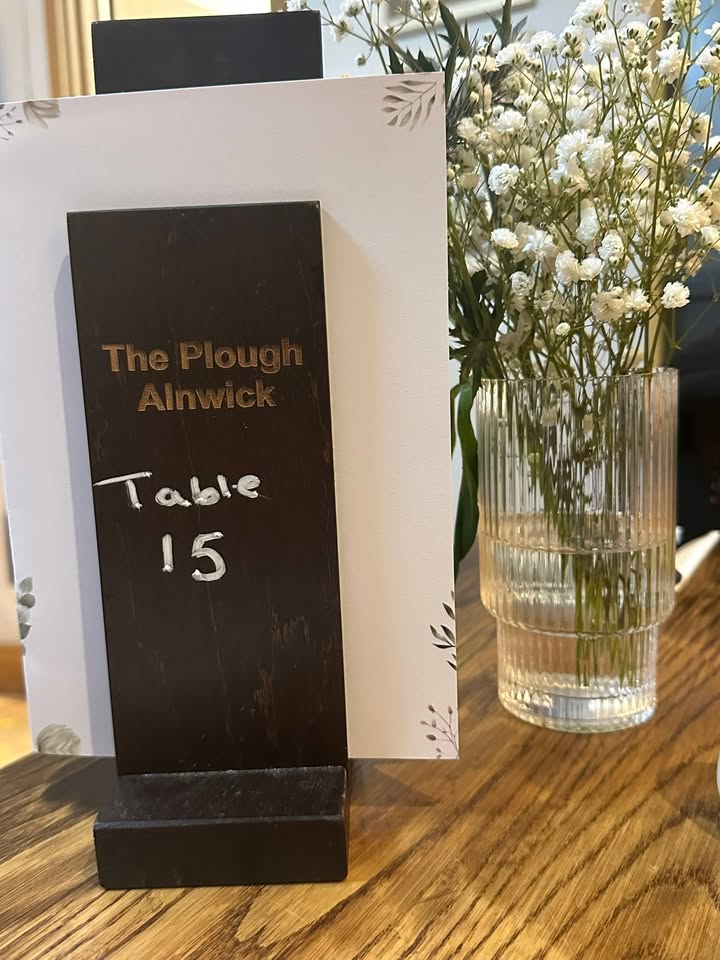 The Plough
Alnwick
Table
15